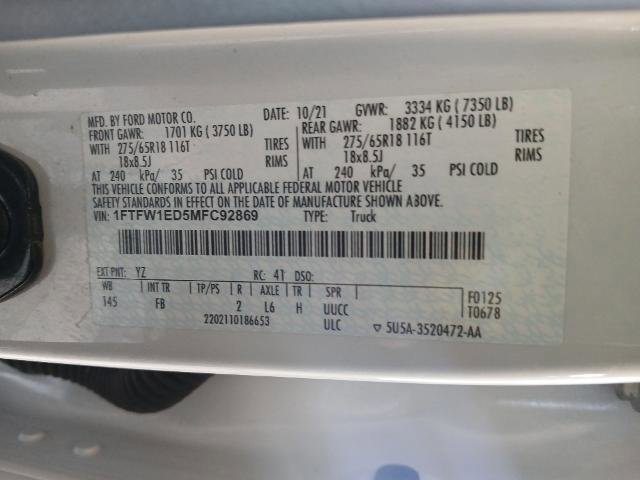 MFD. BY FORD MOTOR CO. DATE: 10/21 GVWR: 3334 KG ( 7350 LB)
FRONT GAWR: 1701 KG ( 3750 LB) REAR GAWR: 1882 KG ( 4150 LB)
WITH 275/65R18 116T TIRES WITH 275/65R18 116T TIRES
18x8.5J RIMS 18x8.5J RIMS
AT 240 kPa/ 35 PSI COLD AT 240 kPa/ 35 PSI COLD
THIS VEHICLE CONFORMS TO ALL APPLICABLE FEDERAL MOTOR VEHICLE
SAFETY STANDARDS IN EFFECT ON THE DATE OF MANUFACTURE SHOWN ABOVE.
VIN: 1FTFW1ED5MFC92869 TYPE: Truck
EXT PNT: YZ RC: 41 DSO:
WB INT TR TP/PS R AXLE TR SPR F0125
145 FB 2 L6 H UUCC T0678
2202110186653 ULC ▽ 5U5A-3520472-AA